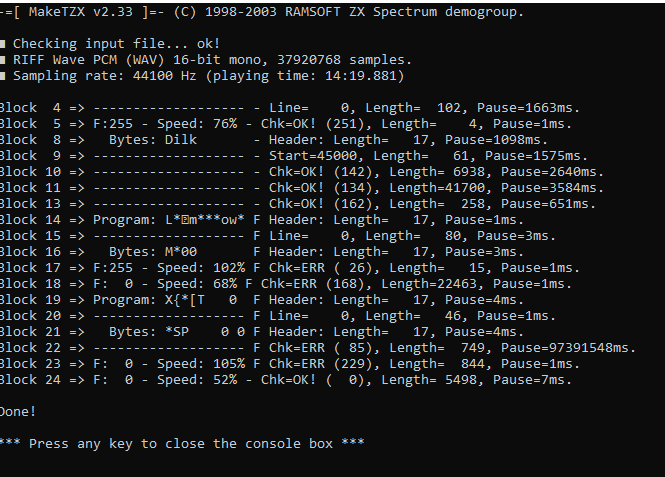 -=[ MakeTZX v2.33 ]=- (C) 1998-2003 RAMSOFT ZX Spectrum demogroup.
■ Checking input file... ok!
■ RIFF Wave PCM (WAV) 16-bit mono, 37920768 samples.
■ Sampling rate: 44100 Hz (playing time: 14:19.881)
Block  4 => ------------------- - Line=    0, Length=  102, Pause=1663ms.
Block  5 => F:255 - Speed: 76% - Chk=OK! (251), Length=    4, Pause=1ms.
Block  8 =>   Bytes: Dilk       - Header: Length=   17, Pause=1098ms.
Block  9 => ------------------- - Start=45000, Length=   61, Pause=1575ms.
Block 10 => ------------------- - Chk=OK! (142), Length= 6938, Pause=2640ms.
Block 11 => ------------------- - Chk=OK! (134), Length=41700, Pause=3584ms.
Block 13 => ------------------- - Chk=OK! (162), Length=  258, Pause=651ms.
Block 14 => Program: L*⍰m***ow* F Header: Length=   17, Pause=1ms.
Block 15 => ------------------- F Line=    0, Length=   80, Pause=3ms.
Block 16 =>   Bytes: M*00       F Header: Length=   17, Pause=3ms.
Block 17 => F:255 - Speed: 102% F Chk=ERR ( 26), Length=   15, Pause=1ms.
Block 18 => F:  0 - Speed: 68% F Chk=ERR (168), Length=22463, Pause=1ms.
Block 19 => Program: X{*[T   0  F Header: Length=   17, Pause=4ms.
Block 20 => ------------------- F Line=    0, Length=   46, Pause=1ms.
Block 21 =>   Bytes: *SP    0 0 F Header: Length=   17, Pause=4ms.
Block 22 => ------------------- F Chk=ERR ( 85), Length=  749, Pause=97391548ms.
Block 23 => F:  0 - Speed: 105% F Chk=ERR (229), Length=  844, Pause=1ms.
Block 24 => F:  0 - Speed: 52% - Chk=OK! (  0), Length= 5498, Pause=7ms.
Done!
*** Press any key to close the console box ***